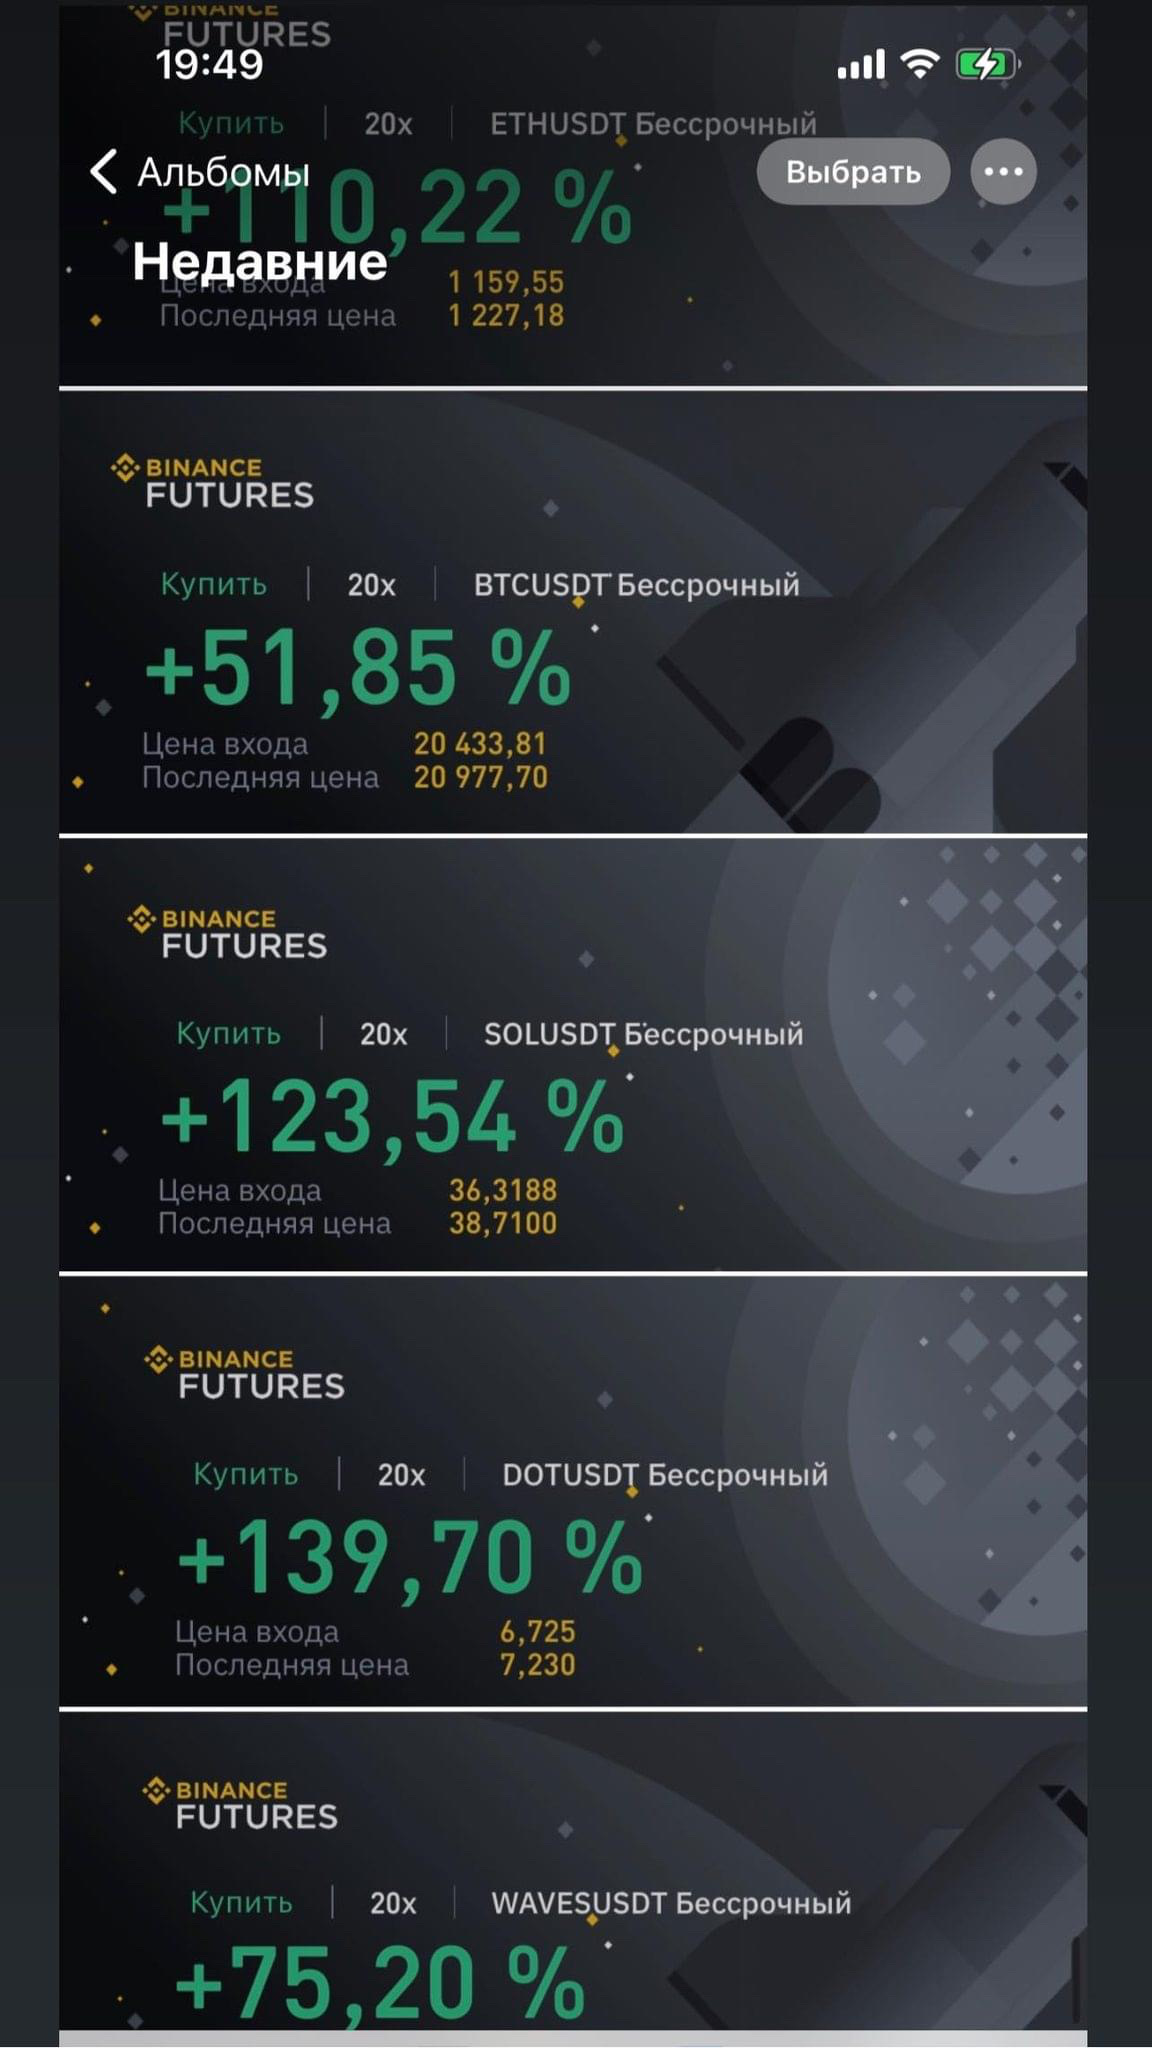 BINANCE
FUTURES
19:49
Купить 20x ETHUSDT Бессрочный
Альбомы
Выбрать
+110,22 %
Недавние
Цена входа 1 159,55
Последняя цена 1 227,18
BINANCE
FUTURES
Купить 20x BTCUSDT Бессрочный
+51,85 %
Цена входа 20 433,81
Последняя цена 20 977,70
BINANCE
FUTURES
Купить 20x SOLUSDT Бессрочный
+123,54 %
Цена входа 36,3188
Последняя цена 38,7100
BINANCE
FUTURES
Купить 20x DOTUSDT Бессрочный
+139,70 %
Цена входа 6,725
Последняя цена 7,230
BINANCE
FUTURES
Купить 20x WAVESUSDT Бессрочный
+75,20 %